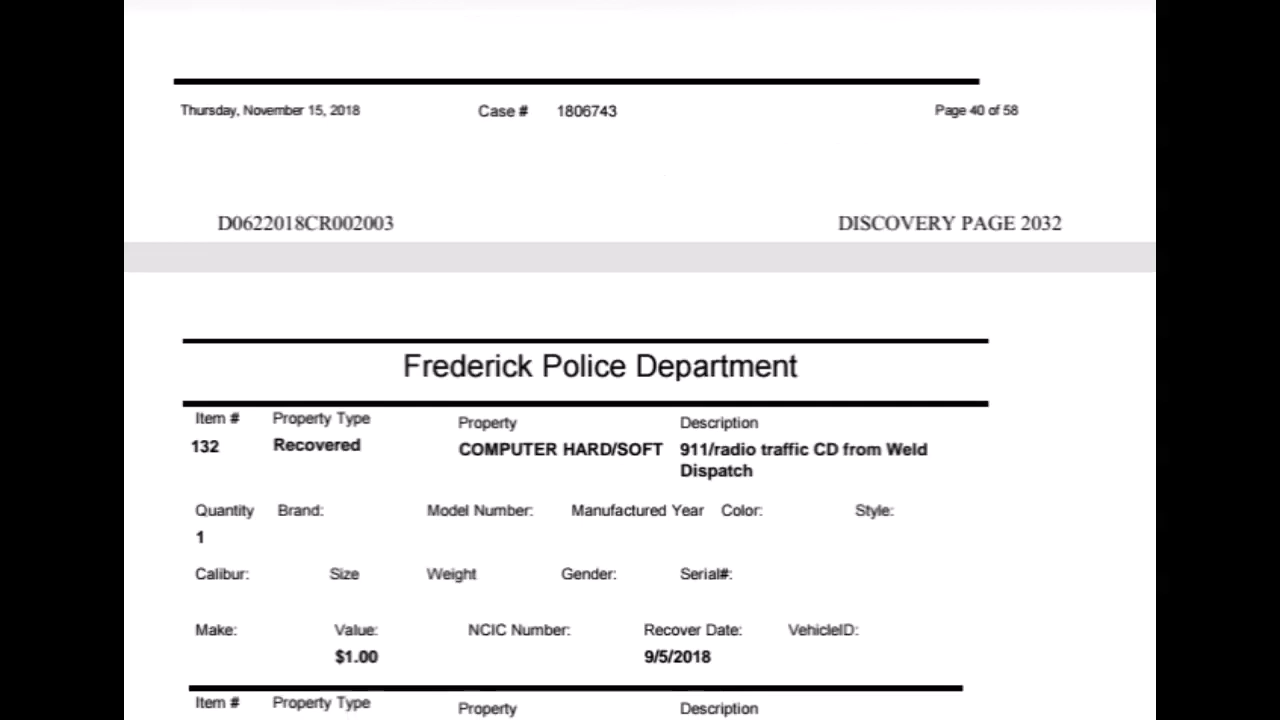 Thursday, November 15, 2018 Case # 1806743 Page 40 of 58
D0622018CR002003 DISCOVERY PAGE 2032
Frederick Police Department
Item # Property Type Property Description
132 Recovered COMPUTER HARD/SOFT 911/radio traffic CD from Weld
Dispatch
Quantity Brand: Model Number: Manufactured Year Color: Style:
1
Calibur: Size Weight Gender: Serial#:
Make: Value: NCIC Number: Recover Date: VehicleID:
$1.00 9/5/2018
Item # Property Type Property Description